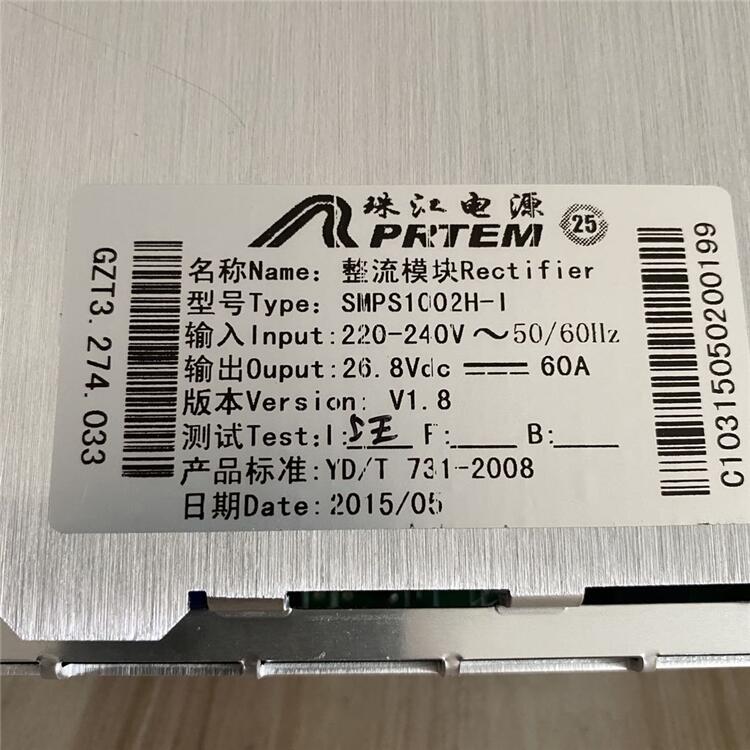 珠江电源
PRTEM
25
名称Name: 整流模块Rectifier
型号Type: SMPS1002H-I
输入Input:220-240V ～50/60Hz
输出Ouput:26.8Vdc 60A
版本Version: V1.8
测试Test:I: F: B:
产品标准:YD/T 731-2008
日期Date:2015/05
GZT3.274.033
C10315050200199